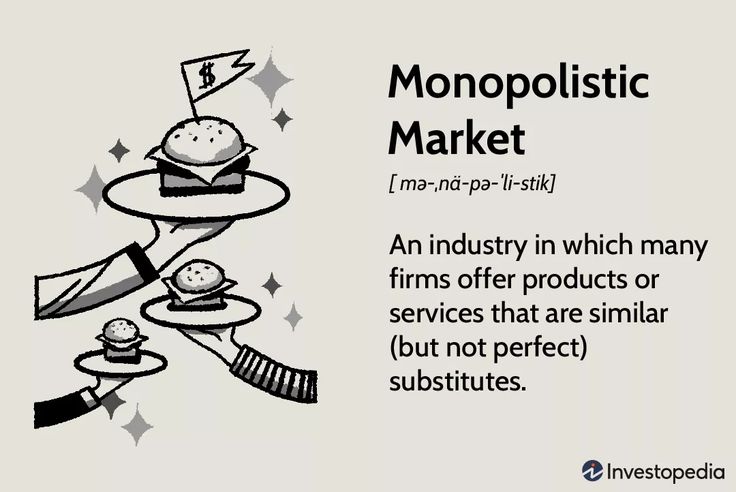 $
Monopolistic
Market
[ mə-ˌnä-pə-ˈli-stik]
An industry in which many
firms offer products or
services that are similar
(but not perfect)
substitutes.
Investopedia